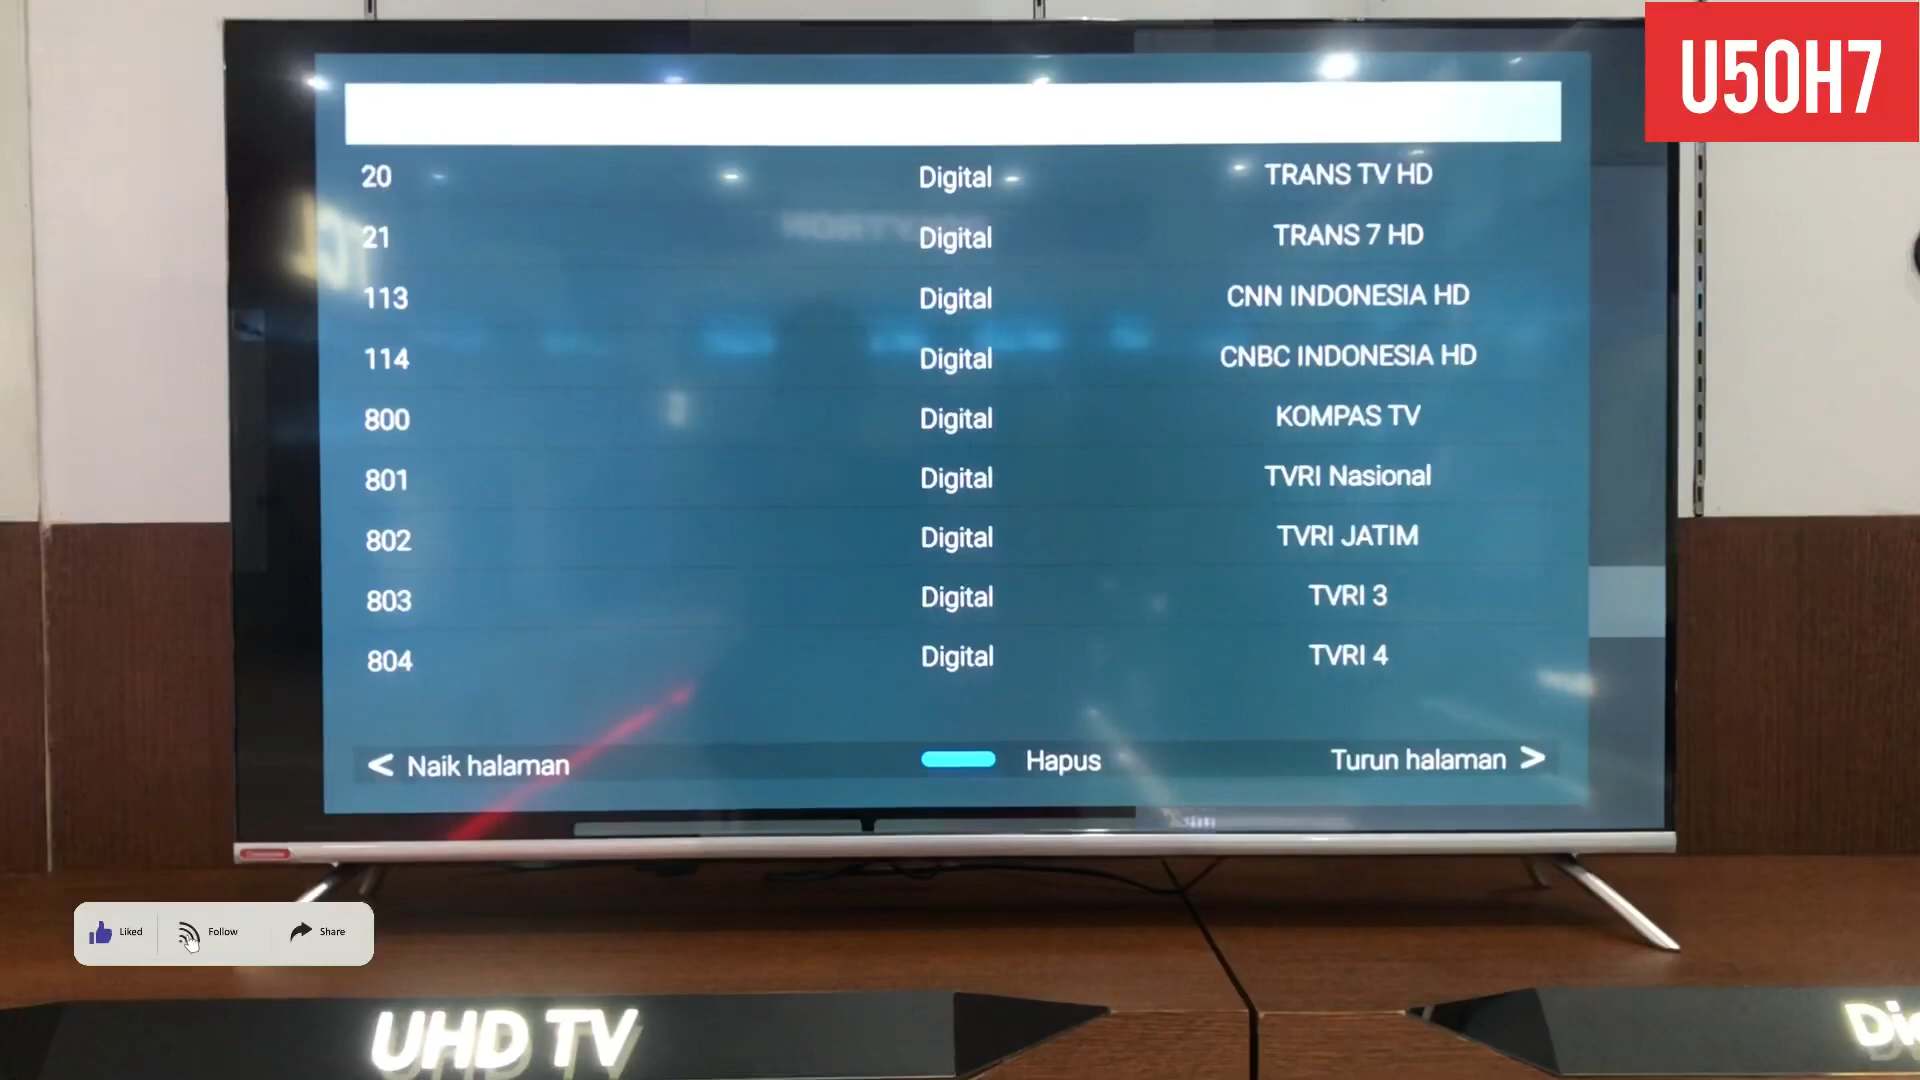 U50H7
20 Digital TRANS TV HD
21 Digital TRANS 7 HD
113 Digital CNN INDONESIA HD
114 Digital CNBC INDONESIA HD
800 Digital KOMPAS TV
801 Digital TVRI Nasional
802 Digital TVRI JATIM
803 Digital TVRI 3
804 Digital TVRI 4
< Naik halaman Hapus Turun halaman >
Liked Follow Share
UHD TV